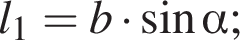 l₁ = b · sin α;